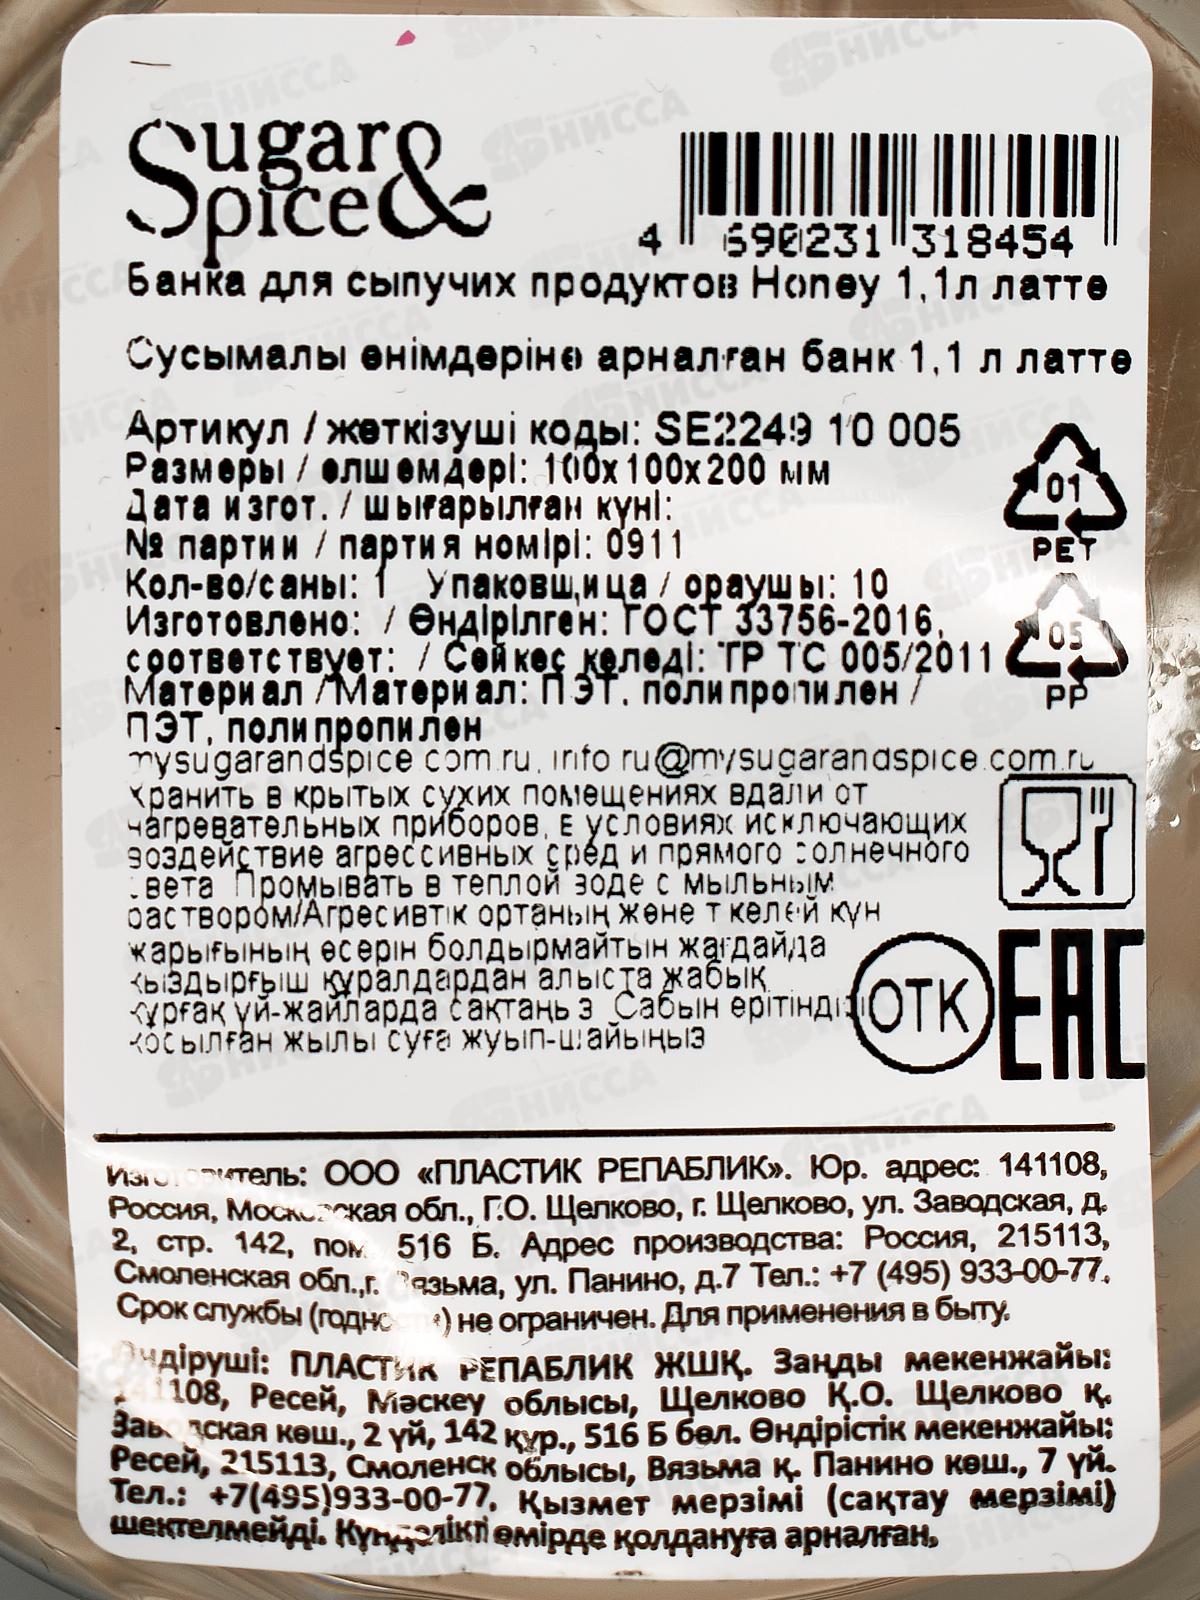 Sugar &
Spice
4 690231 318454
Банка для сыпучих продуктов Honey 1,1л латте
Сусымалы өнімдеріне арналған банк 1,1 л латте
Артикул / жеткізуші коды: SE2249 10 005
Размеры / өлшемдері: 100x100x200 мм
Дата изгот. / шығарылған күні:
№ партии / партия номірі: 0911
Кол-во/саны: 1 Упаковщица / ораушы: 10
Изготовлено: / Өндірілген: ГОСТ 33756-2016,
соответствует: / Сәйкес келеді: ТР ТС 005/2011
Материал /Материал: ПЭТ, полипропилен /
ПЭТ, полипропилен
mysugarandspice.com.ru, info.ru@mysugarandspice.com.ru
Хранить в крытых сухих помещениях вдали от
нагревательных приборов, в условиях исключающих
воздействие агрессивных сред и прямого солнечного
света. Промывать в теплой воде с мыльным
раствором/Агресивтік ортаның және тікелей күн
жарығының әсерін болдырмайтын жағдайда
қыздырғыш құралдардан алыста жабық
құрғақ үй-жайларда сақтаңыз. Сабын ерітіндісі
қосылған жылы суға жуып-шайыңыз
01
PET
05
PP
ОТК
EAC
Изготовитель: ООО «ПЛАСТИК РЕПАБЛИК». Юр. адрес: 141108,
Россия, Московская обл., Г.О. Щелково, г. Щелково, ул. Заводская, д.
2, стр. 142, пом. 516 Б. Адрес производства: Россия, 215113,
Смоленская обл.,г. Вязьма, ул. Панино, д.7 Тел.: +7 (495) 933-00-77.
Срок службы (годности) не ограничен. Для применения в быту.
Өндіруші: ПЛАСТИК РЕПАБЛИК ЖШҚ. Заңды мекенжайы:
141108, Ресей, Мәскеу облысы, Щелково Қ.О. Щелково қ.
Заводская көш., 2 үй, 142 құр., 516 Б бөл. Өндірістік мекенжайы:
Ресей, 215113, Смоленск облысы, Вязьма қ. Панино көш., 7 үй.
Тел.: +7(495)933-00-77. Қызмет мерзімі (сақтау мерзімі)
шектелмейді. Күнделікті өмірде қолдануға арналған.